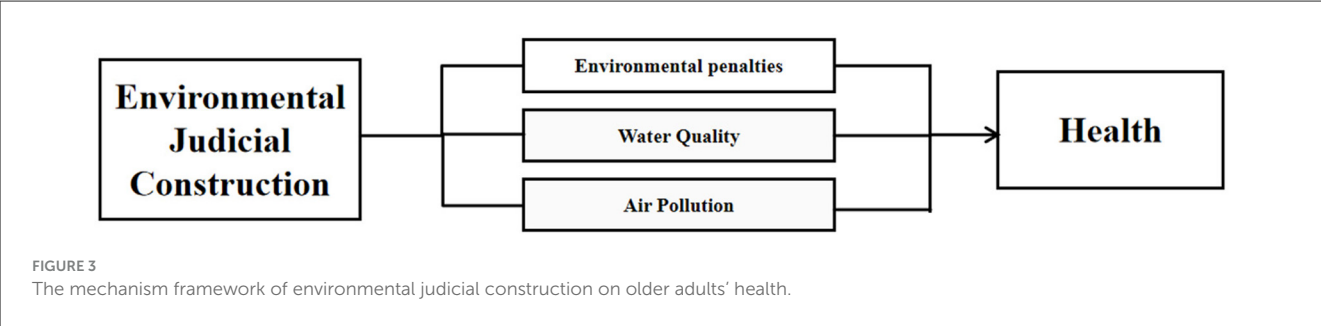 Environmental
Judicial
Construction
Environmental penalties
Water Quality
Air Pollution
Health
FIGURE 3
The mechanism framework of environmental judicial construction on older adults’ health.